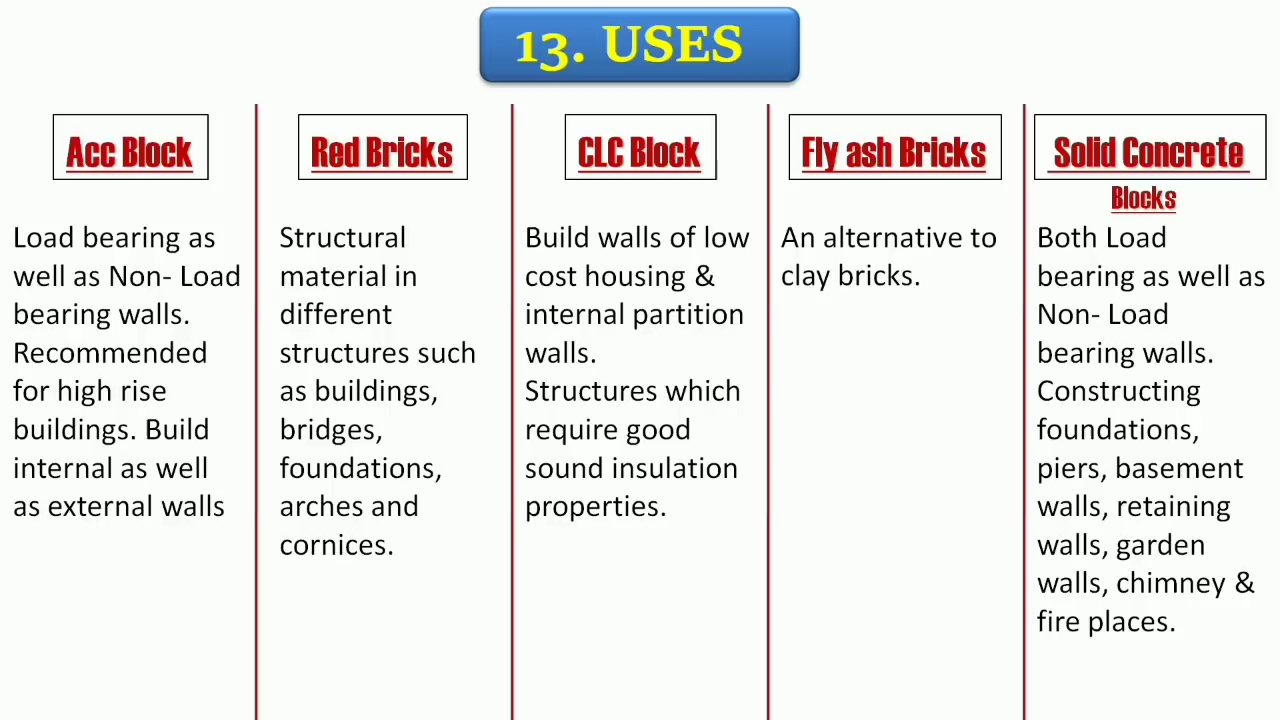 13. USES
Acc Block
Load bearing as
well as Non- Load
bearing walls.
Recommended
for high rise
buildings. Build
internal as well
as external walls
Red Bricks
Structural
material in
different
structures such
as buildings,
bridges,
foundations,
arches and
cornices.
CLC Block
Build walls of low
cost housing &
internal partition
walls.
Structures which
require good
sound insulation
properties.
Fly ash Bricks
An alternative to
clay bricks.
Solid Concrete
Blocks
Both Load
bearing as well as
Non- Load
bearing walls.
Constructing
foundations,
piers, basement
walls, retaining
walls, garden
walls, chimney &
fire places.